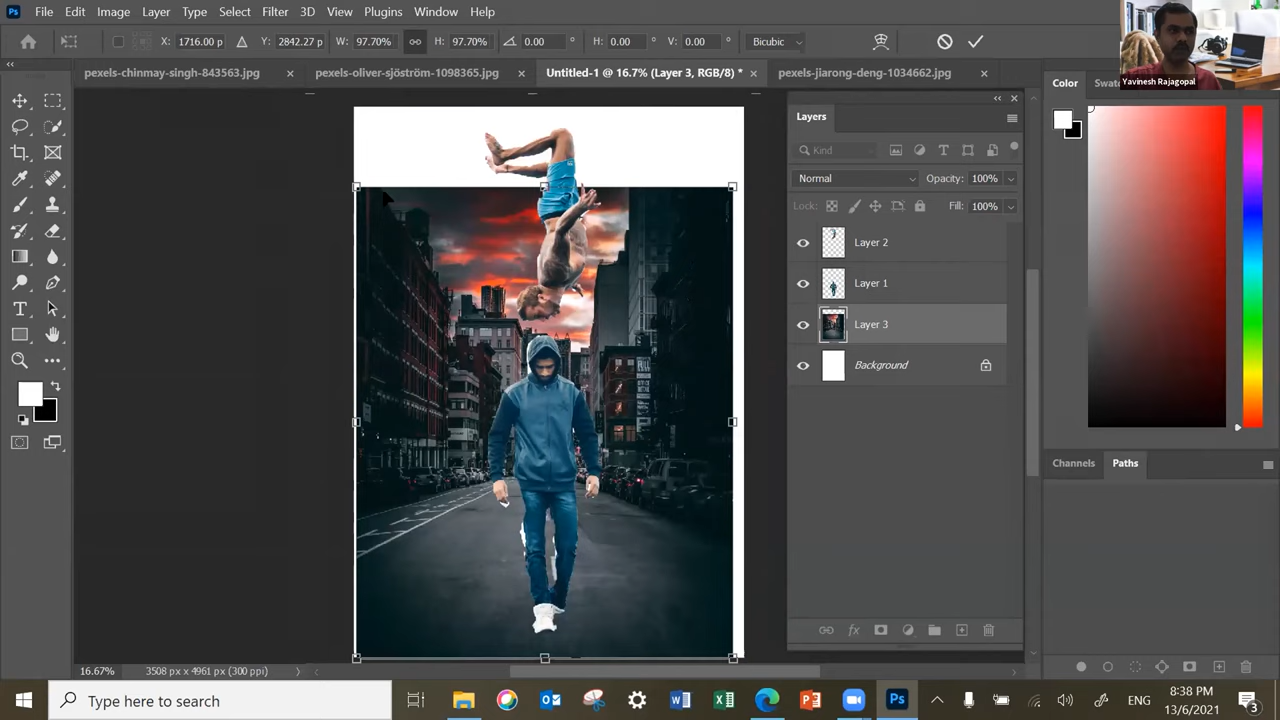 Ps File Edit Image Layer Type Select Filter 3D View Plugins Window Help
X: 1716.00 p Y: 2842.27 p W: 97.70% H: 97.70% 0.00 ° H: 0.00 ° V: 0.00 ° Bicubic
Yavinesh Rajagopal
pexels-chinmay-singh-843563.jpg × pexels-oliver-sjöström-1098365.jpg × Untitled-1 @ 16.7% (Layer 3, RGB/8) * × pexels-jiarong-deng-1034662.jpg ×
Color Swatc
Layers
Kind
Normal Opacity: 100%
Lock: Fill: 100%
Layer 2
Layer 1
Layer 3
Background
Channels Paths
16.67% 3508 px x 4961 px (300 ppi)
Type here to search
Ps
ENG
8:38 PM
13/6/2021
3